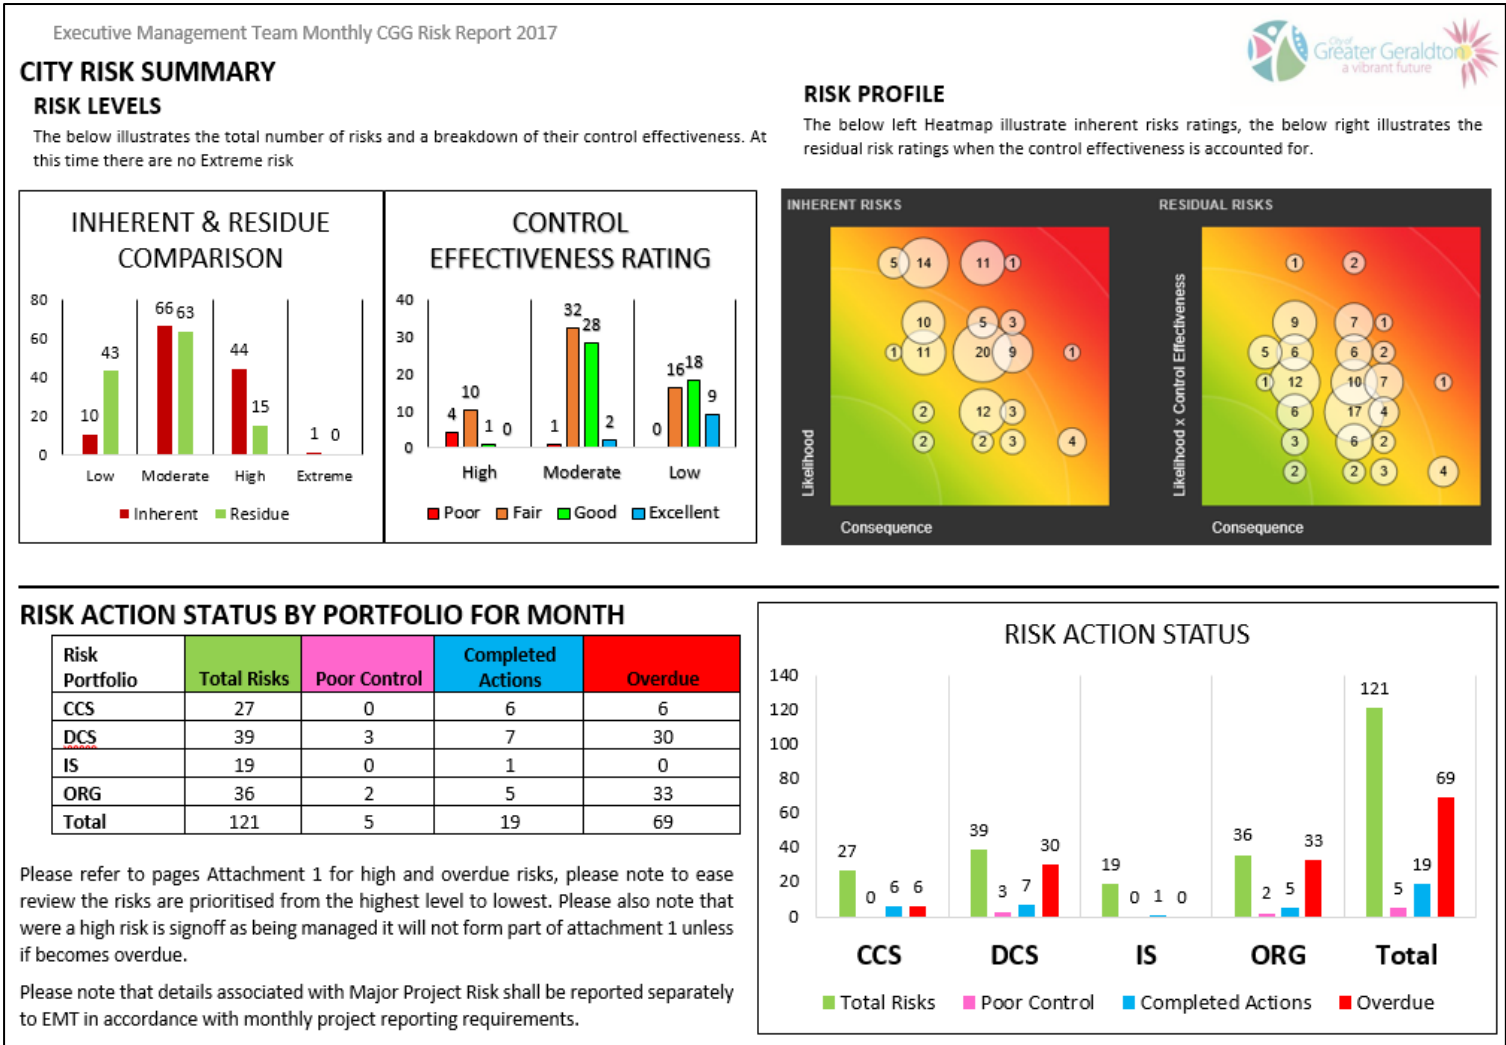 Executive Management Team Monthly CGG Risk Report 2017
City of
Greater Geraldton
a vibrant future
CITY RISK SUMMARY
RISK LEVELS
The below illustrates the total number of risks and a breakdown of their control effectiveness. At
this time there are no Extreme risk
RISK PROFILE
The below left Heatmap illustrate inherent risks ratings, the below right illustrates the
residual risk ratings when the control effectiveness is accounted for.
INHERENT & RESIDUE
COMPARISON
80
60
40
20
0
10
43
66 63
44
15
1 0
Low Moderate High Extreme
Inherent Residue
CONTROL
EFFECTIVENESS RATING
40
30
20
10
0
4 10 1 0
1 32 28 2
0 16 18 9
High Moderate Low
Poor Fair Good Excellent
INHERENT RISKS
5 14 11 1
10 5 3
1 11 20 9 1
2 12 3
2 2 3 4
Likelihood
Consequence
RESIDUAL RISKS
1 2
9 7 1
5 6 6 2
1 12 10 7 1
6 17 4
3 6 2
2 2 3 4
Likelihood x Control Effectiveness
Consequence
RISK ACTION STATUS BY PORTFOLIO FOR MONTH
Risk
Portfolio Total Risks Poor Control Completed
Actions Overdue
CCS 27 0 6 6
DCS 39 3 7 30
IS 19 0 1 0
ORG 36 2 5 33
Total 121 5 19 69
Please refer to pages Attachment 1 for high and overdue risks, please note to ease
review the risks are prioritised from the highest level to lowest. Please also note that
were a high risk is signoff as being managed it will not form part of attachment 1 unless
if becomes overdue.
Please note that details associated with Major Project Risk shall be reported separately
to EMT in accordance with monthly project reporting requirements.
RISK ACTION STATUS
140
120
100
80
60
40
20
0
27 0 6 6
39 3 7 30
19 0 1 0
36 2 5 33
121 5 19 69
CCS DCS IS ORG Total
Total Risks Poor Control Completed Actions Overdue